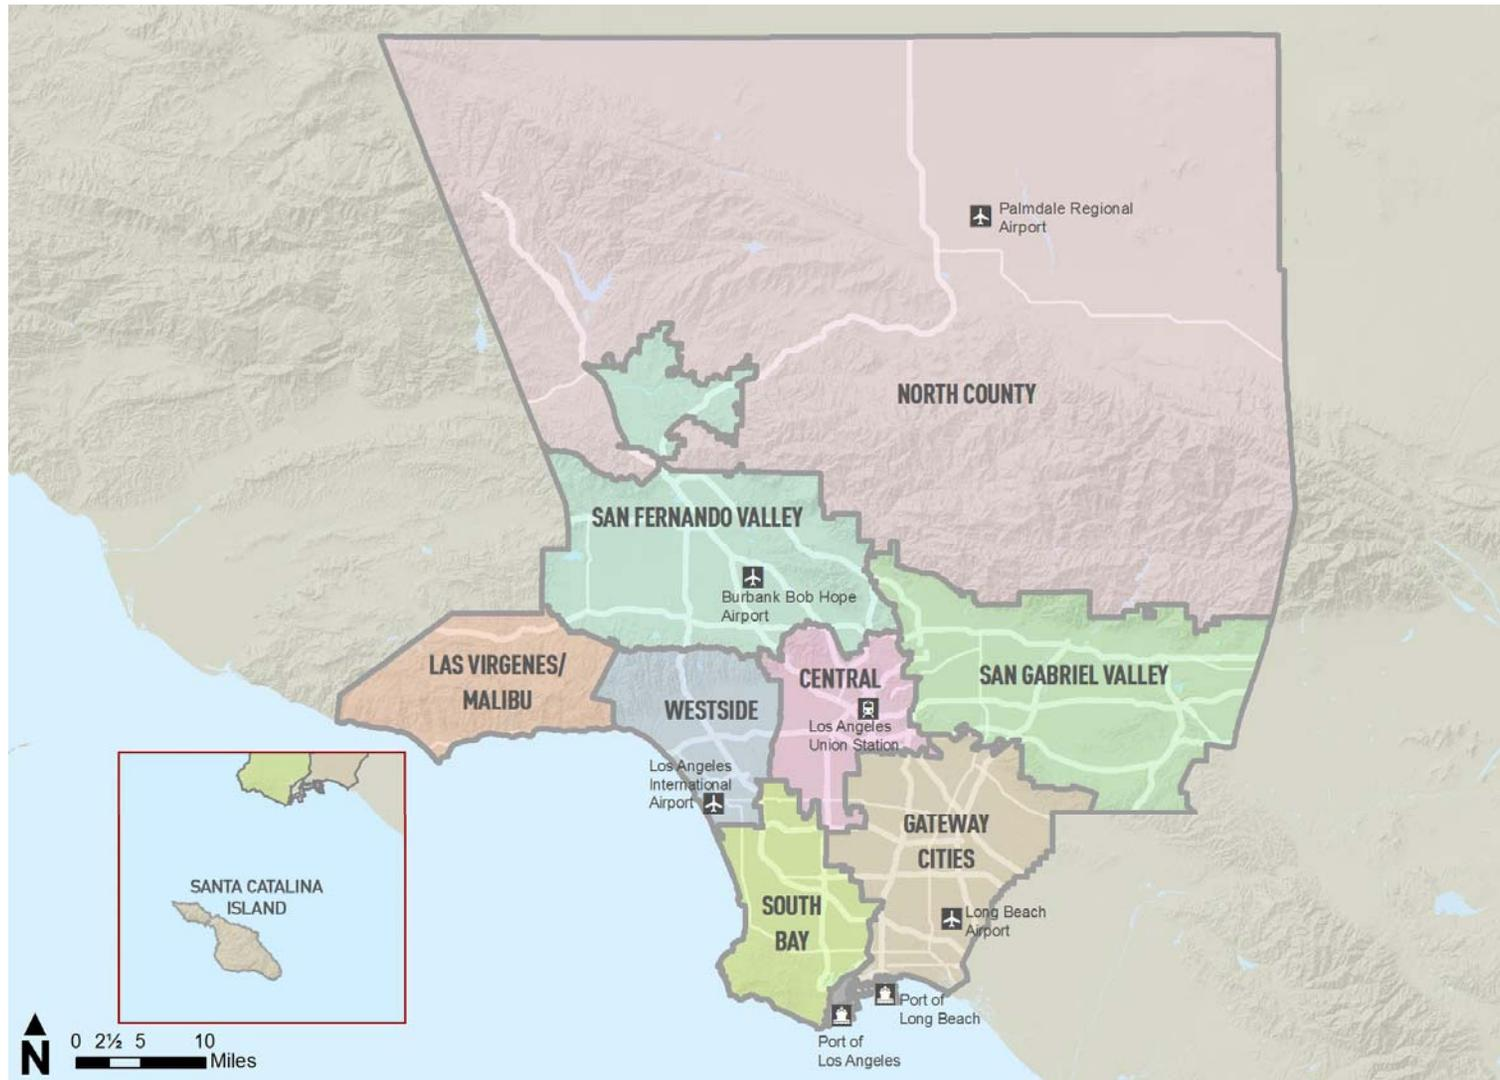 Palmdale Regional
Airport
NORTH COUNTY
SAN FERNANDO VALLEY
Burbank Bob Hope
Airport
LAS VIRGENES/
MALIBU
WESTSIDE
CENTRAL
Los Angeles
Union Station
SAN GABRIEL VALLEY
Los Angeles
International
Airport
GATEWAY
CITIES
SOUTH
BAY
Long Beach
Airport
Port of
Long Beach
Port of
Los Angeles
SANTA CATALINA
ISLAND
N
0 2½ 5 10
Miles